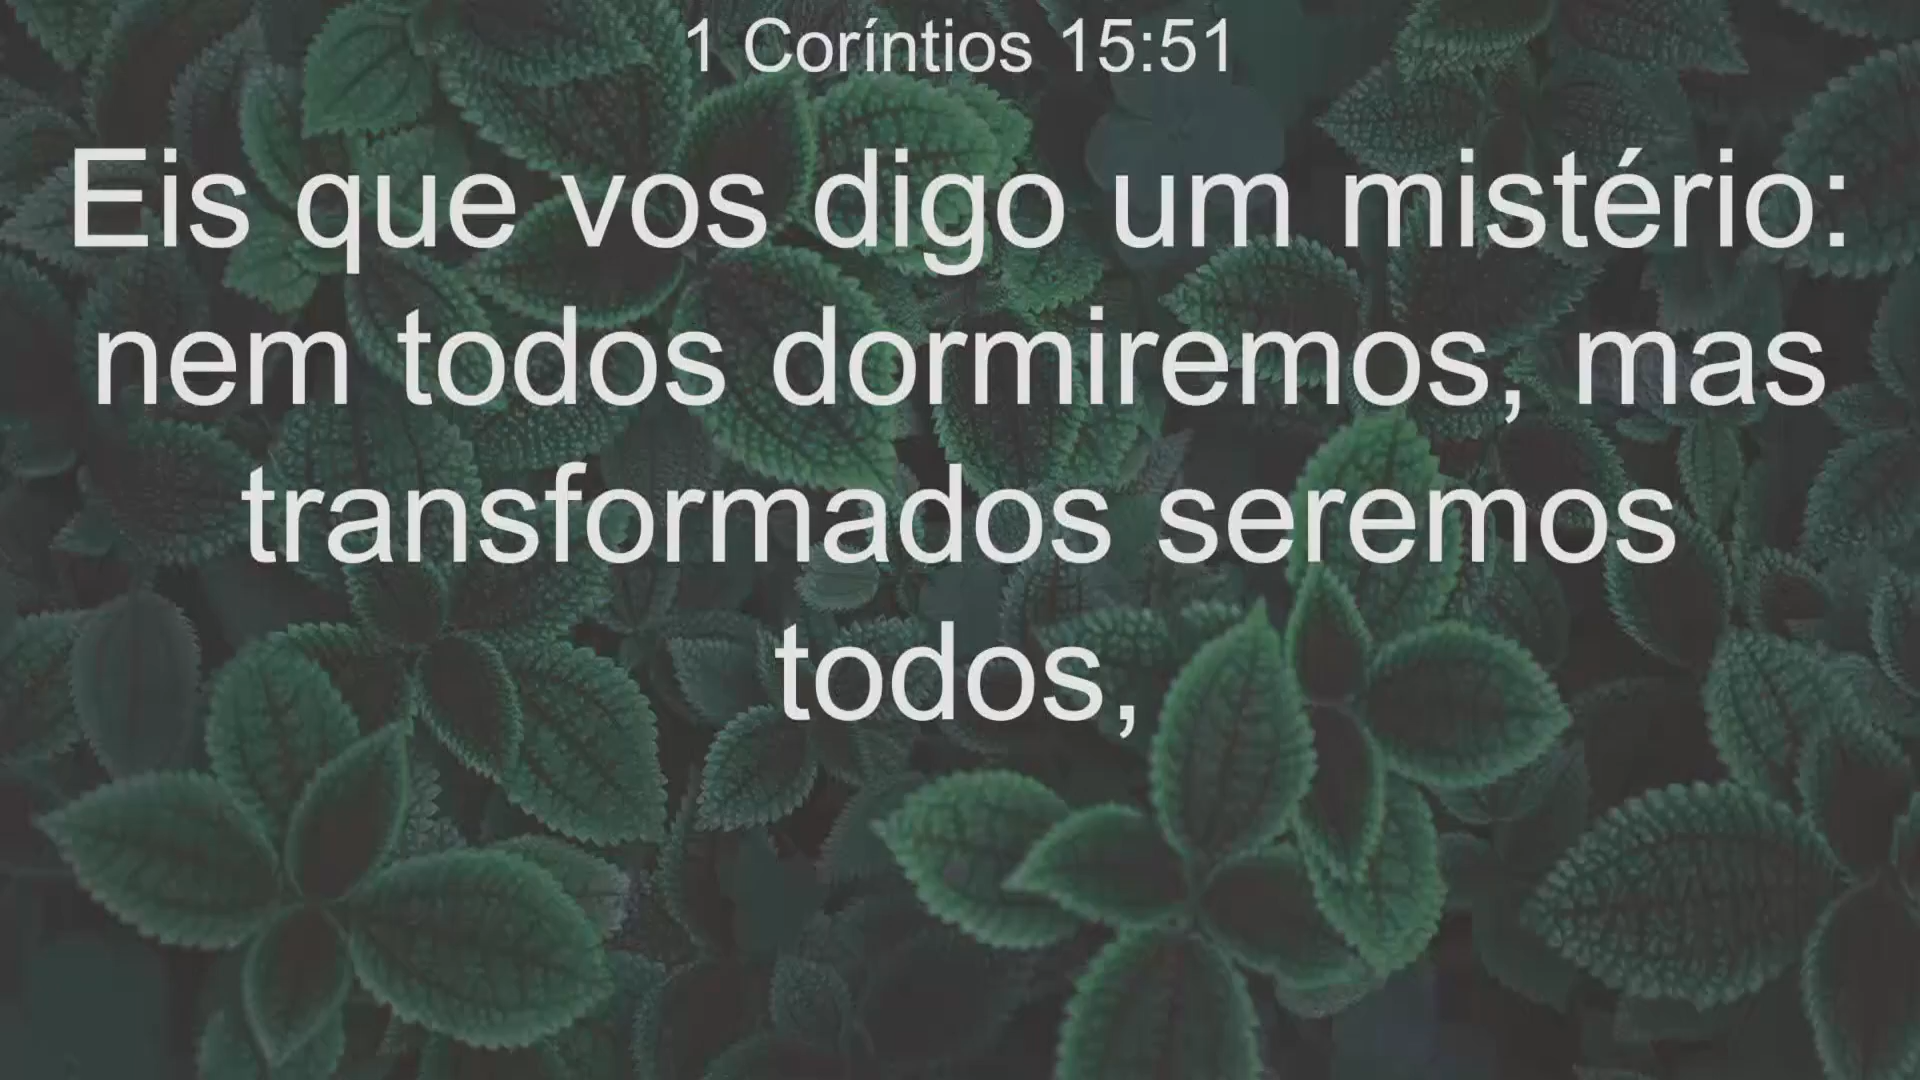 1 Coríntios 15:51
Eis que vos digo um mistério:
nem todos dormiremos, mas
transformados seremos
todos,